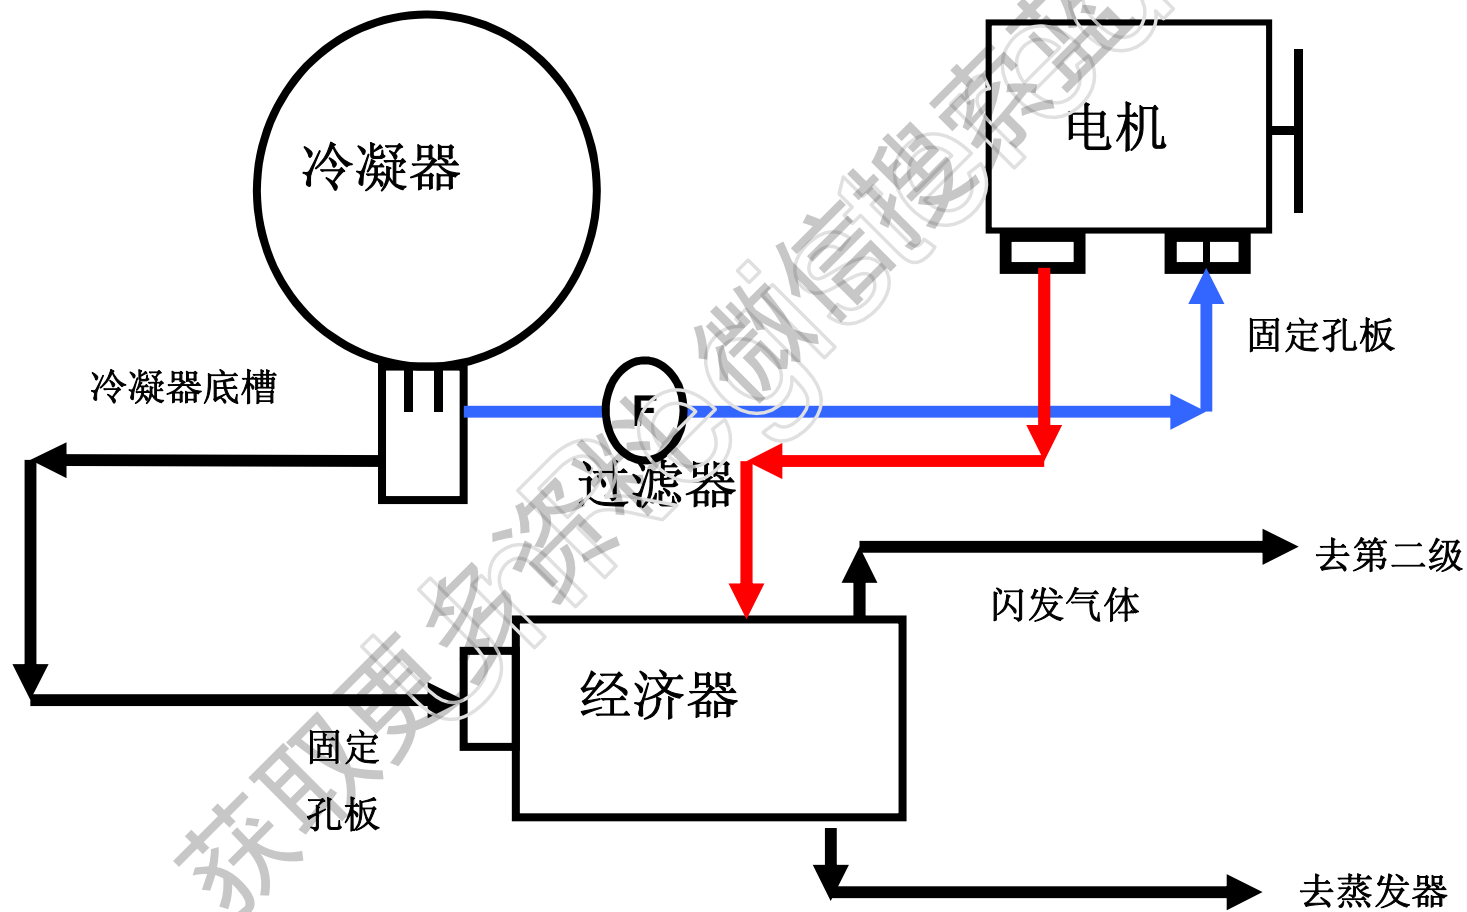 电机
冷凝器
固定孔板
冷凝器底槽
F
过滤器
去第二级
闪发气体
经济器
固定
孔板
去蒸发器
获取更多资料 微信搜索蓝